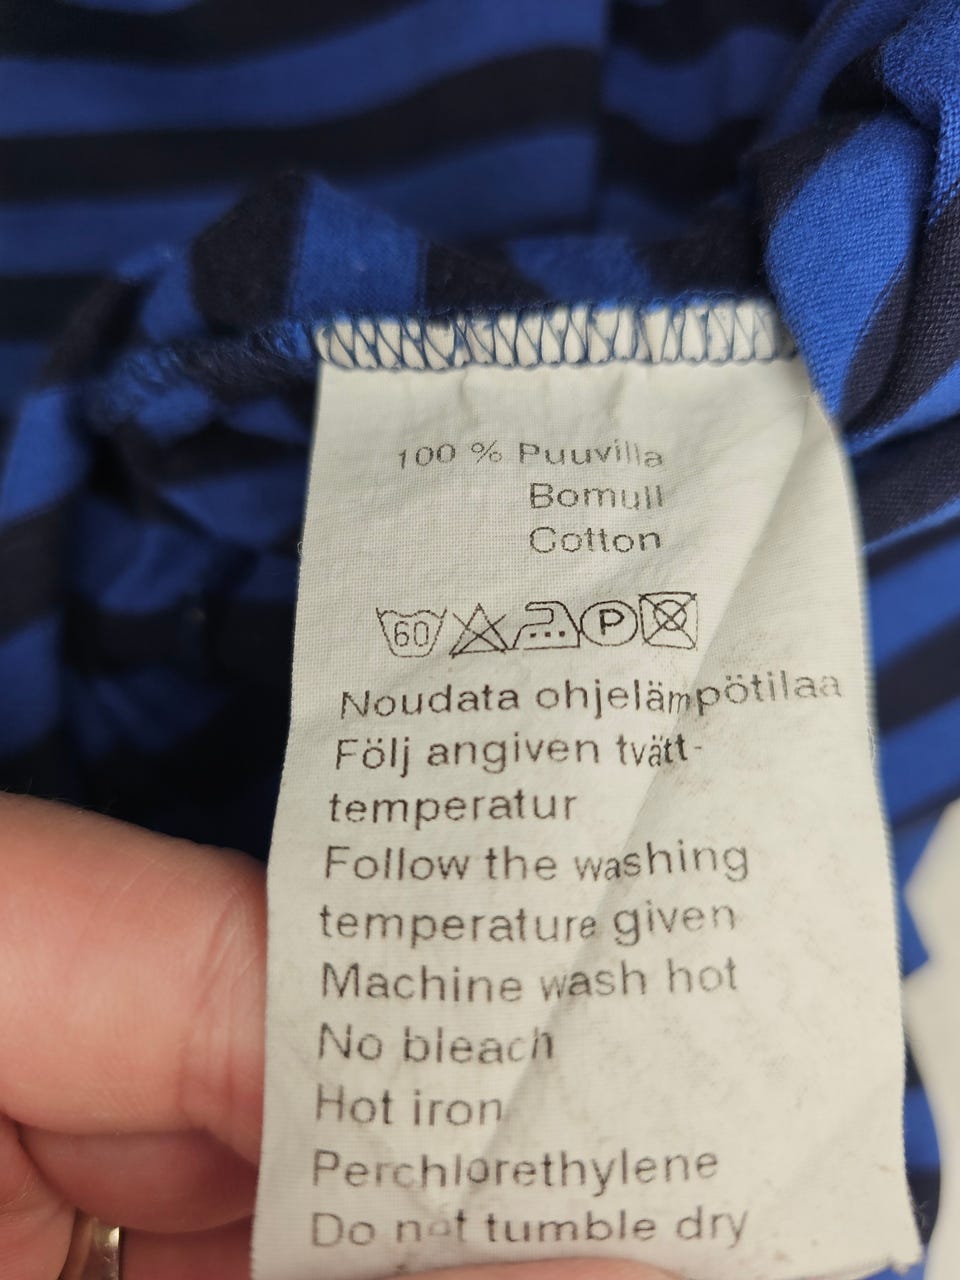 100 % Puuvilla
Bomull
Cotton
60 P
Noudata ohjelämpötilaa
Följ angiven tvätt-
temperatur
Follow the washing
temperature given
Machine wash hot
No bleach
Hot iron
Perchlorethylene
Do not tumble dry